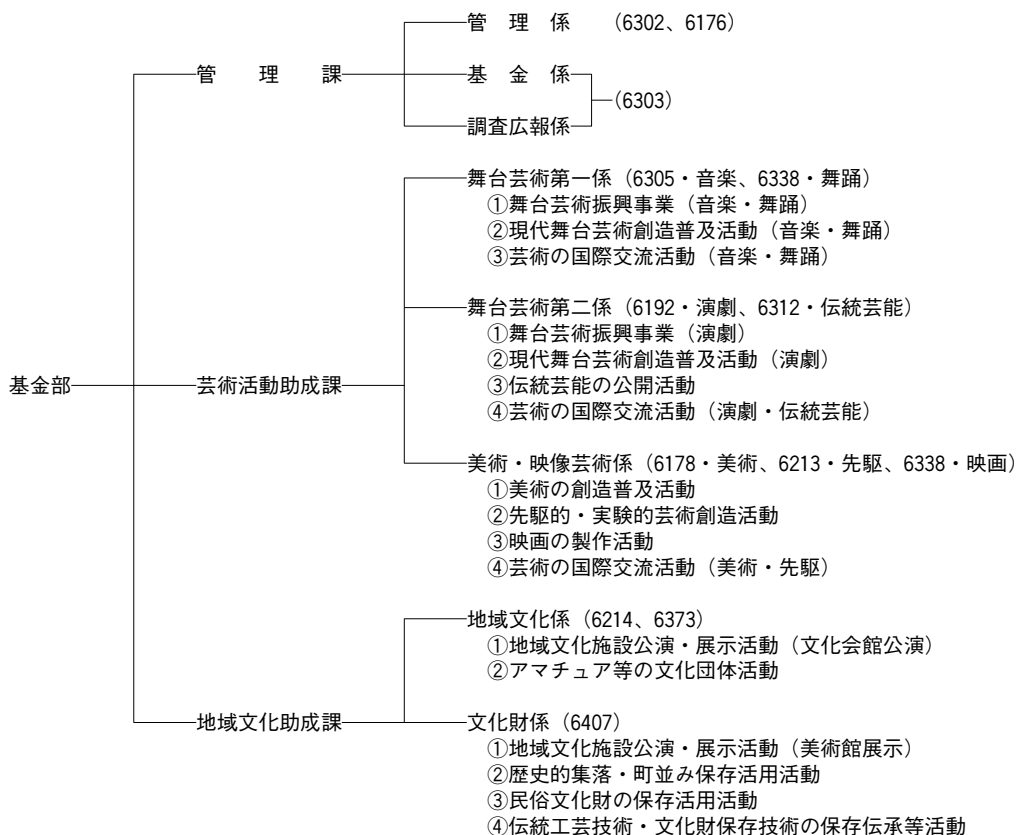 基金部
管理課
管理係 (6302、6176)
基金係
調査広報係
(6303)
芸術活動助成課
舞台芸術第一係 (6305・音楽、6338・舞踊)
①舞台芸術振興事業 (音楽・舞踊)
②現代舞台芸術創造普及活動 (音楽・舞踊)
③芸術の国際交流活動 (音楽・舞踊)
舞台芸術第二係 (6192・演劇、6312・伝統芸能)
①舞台芸術振興事業 (演劇)
②現代舞台芸術創造普及活動 (演劇)
③伝統芸能の公開活動
④芸術の国際交流活動 (演劇・伝統芸能)
美術・映像芸術係 (6178・美術、6213・先駆、6338・映画)
①美術の創造普及活動
②先駆的・実験的芸術創造活動
③映画の製作活動
④芸術の国際交流活動 (美術・先駆)
地域文化助成課
地域文化係 (6214、6373)
①地域文化施設公演・展示活動 (文化会館公演)
②アマチュア等の文化団体活動
文化財係 (6407)
①地域文化施設公演・展示活動 (美術館展示)
②歴史的集落・町並み保存活用活動
③民俗文化財の保存活用活動
④伝統工芸技術・文化財保存技術の保存伝承等活動